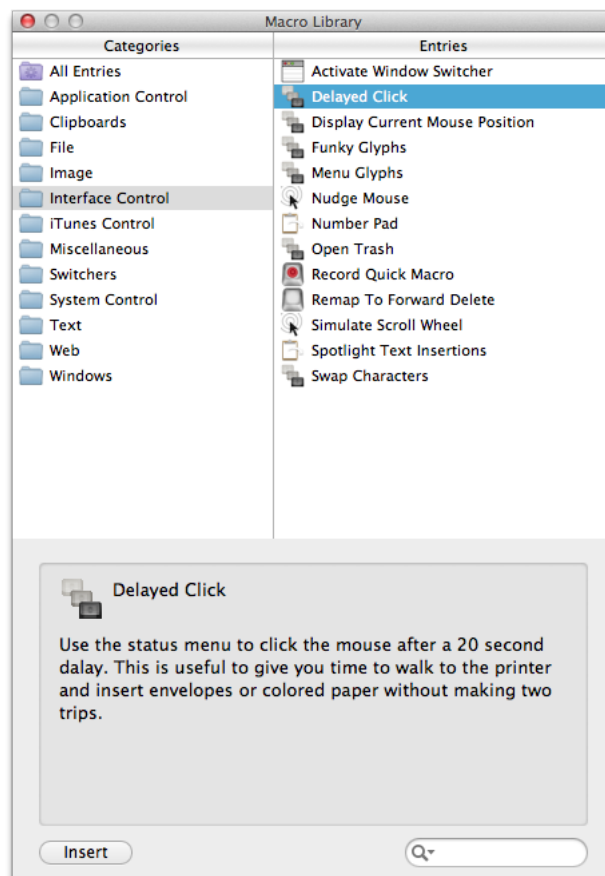 Macro Library
Categories
Entries
All Entries
Application Control
Clipboards
File
Image
Interface Control
iTunes Control
Miscellaneous
Switchers
System Control
Text
Web
Windows
Activate Window Switcher
Delayed Click
Display Current Mouse Position
Funky Glyphs
Menu Glyphs
Nudge Mouse
Number Pad
Open Trash
Record Quick Macro
Remap To Forward Delete
Simulate Scroll Wheel
Spotlight Text Insertions
Swap Characters
Delayed Click
Use the status menu to click the mouse after a 20 second
dalay. This is useful to give you time to walk to the printer
and insert envelopes or colored paper without making two
trips.
Insert